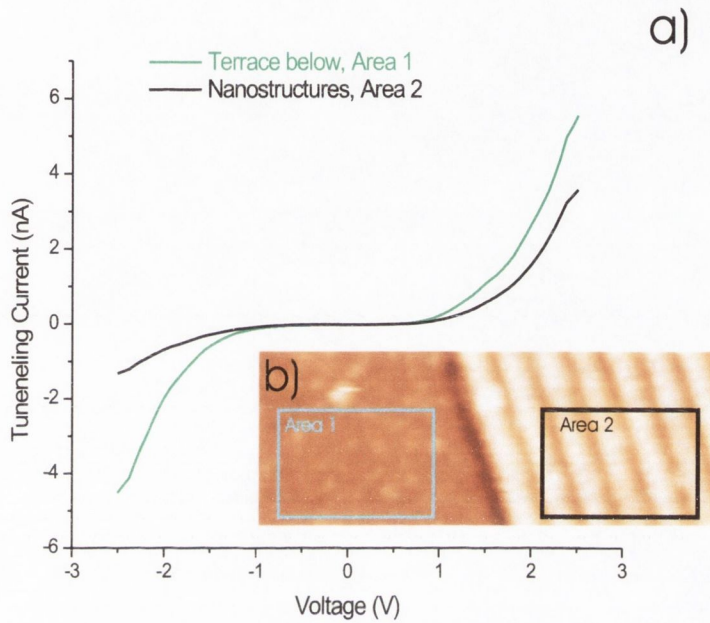 a)
Terrace below, Area 1
Nanostructures, Area 2
6
4
2
0
-2
-4
-6
Tuneneling Current (nA)
b)
Area 1
Area 2
-3
-2
-1
0
1
2
3
Voltage (V)